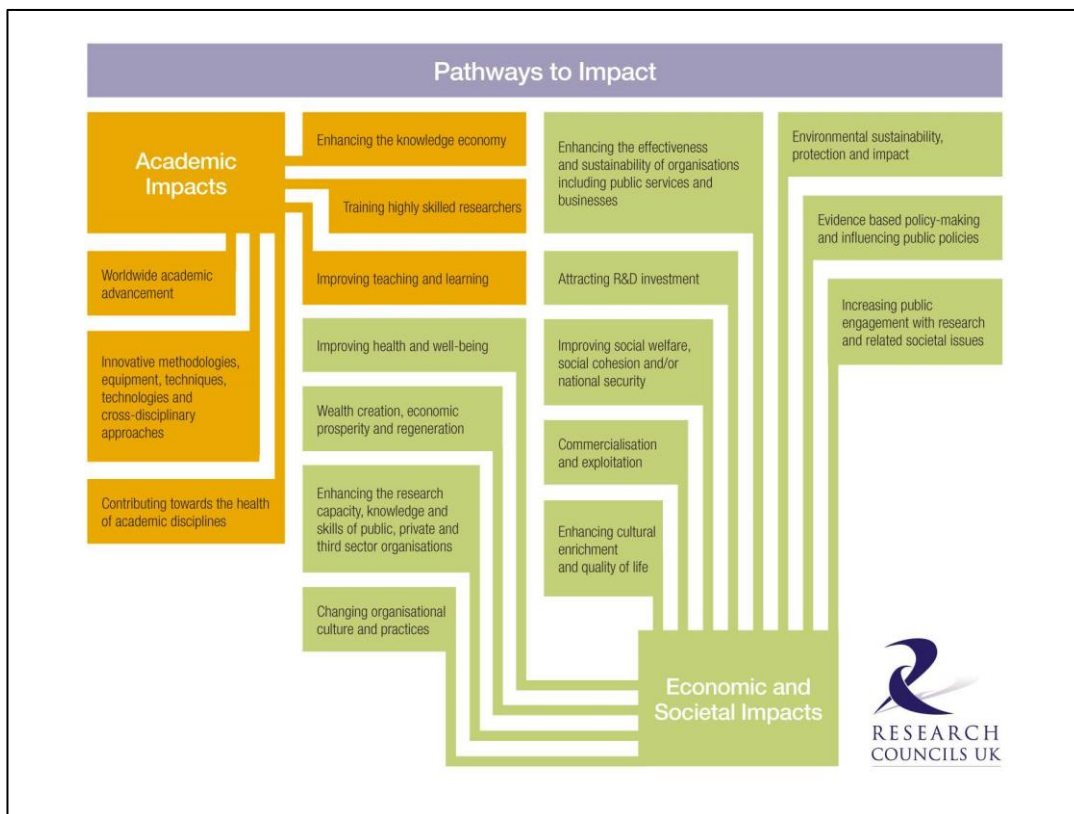 Pathways to Impact
Academic
Impacts
Worldwide academic
advancement
Innovative methodologies,
equipment, techniques,
technologies and
cross-disciplinary
approaches
Contributing towards the health
of academic disciplines
Enhancing the knowledge economy
Training highly skilled researchers
Improving teaching and learning
Improving health and well-being
Wealth creation, economic
prosperity and regeneration
Enhancing the research
capacity, knowledge and
skills of public, private and
third sector organisations
Changing organisational
culture and practices
Enhancing the effectiveness
and sustainability of organisations
including public services and
businesses
Attracting R&D investment
Improving social welfare,
social cohesion and/or
national security
Commercialisation
and exploitation
Enhancing cultural
enrichment
and quality of life
Environmental sustainability,
protection and impact
Evidence based policy-making
and influencing public policies
Increasing public
engagement with research
and related societal issues
Economic and
Societal Impacts
RESEARCH
COUNCILS UK